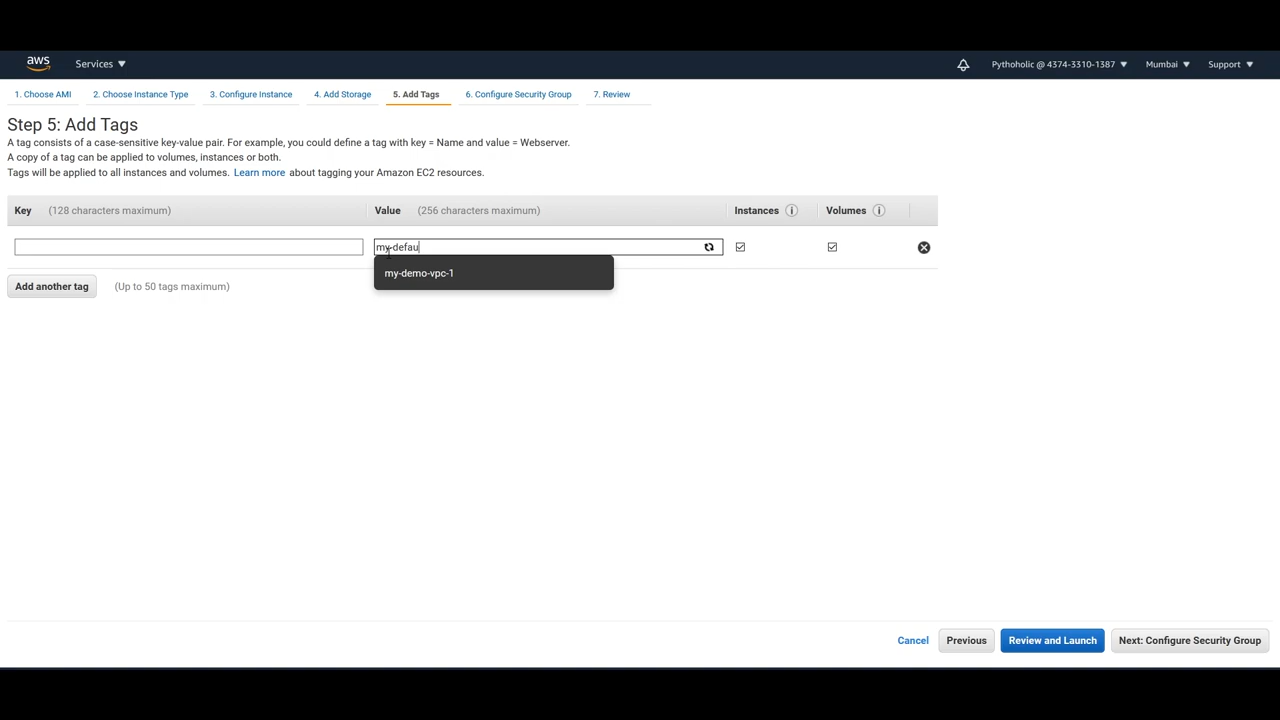 aws Services Pythoholic @ 4374-3310-1387 Mumbai Support
1. Choose AMI 2. Choose Instance Type 3. Configure Instance 4. Add Storage 5. Add Tags 6. Configure Security Group 7. Review
Step 5: Add Tags
A tag consists of a case-sensitive key-value pair. For example, you could define a tag with key = Name and value = Webserver.
A copy of a tag can be applied to volumes, instances or both.
Tags will be applied to all instances and volumes. Learn more about tagging your Amazon EC2 resources.
Key (128 characters maximum) Value (256 characters maximum) Instances i Volumes i
my-defau
my-demo-vpc-1
Add another tag (Up to 50 tags maximum)
Cancel Previous Review and Launch Next: Configure Security Group